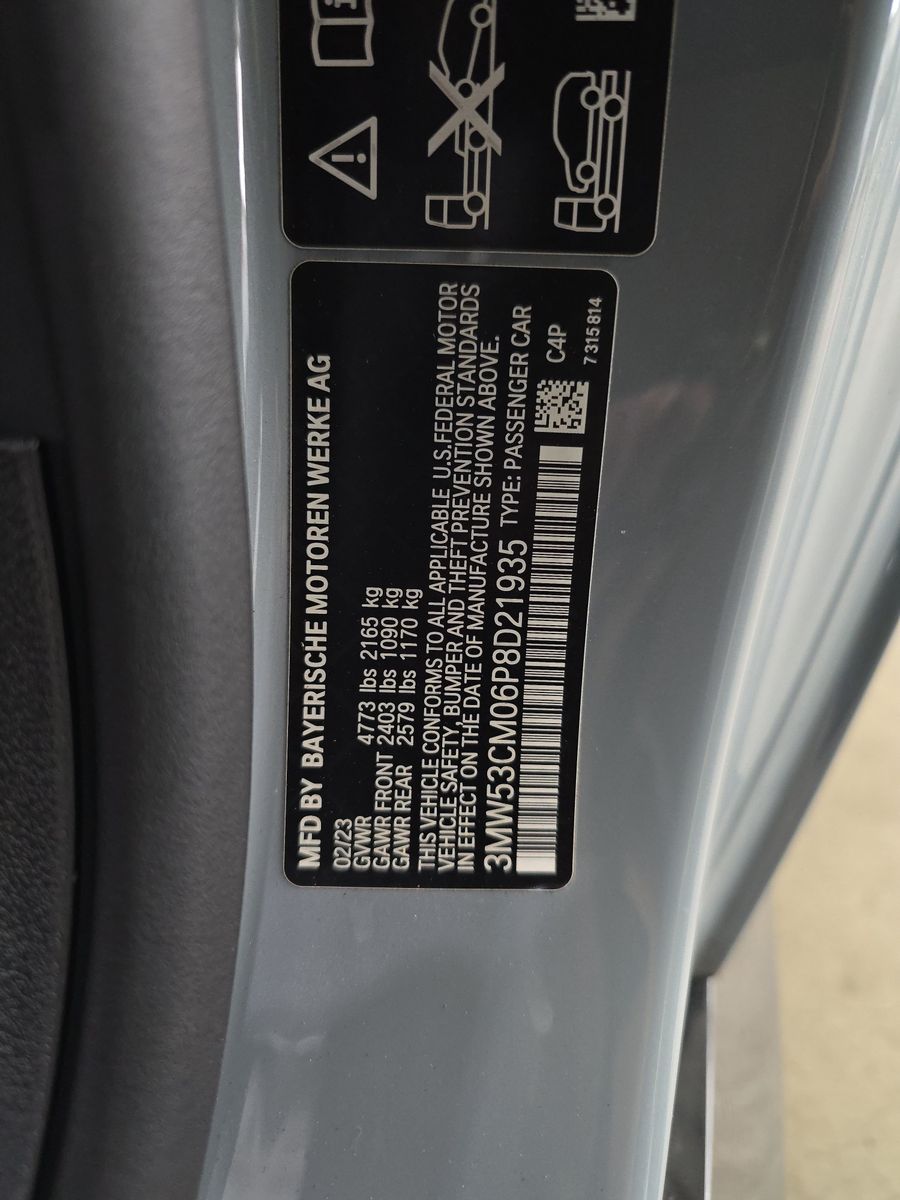 MFD BY BAYERISCHE MOTOREN WERKE AG
02/23
GVWR 4773 lbs 2165 kg
GAWR FRONT 2403 lbs 1090 kg
GAWR REAR 2579 lbs 1170 kg
THIS VEHICLE CONFORMS TO ALL APPLICABLE U.S.FEDERAL MOTOR
VEHICLE SAFETY, BUMPER AND THEFT PREVENTION STANDARDS
IN EFFECT ON THE DATE OF MANUFACTURE SHOWN ABOVE.
3MW53CM06P8D21935 TYPE: PASSENGER CAR
C4P
7 315 814